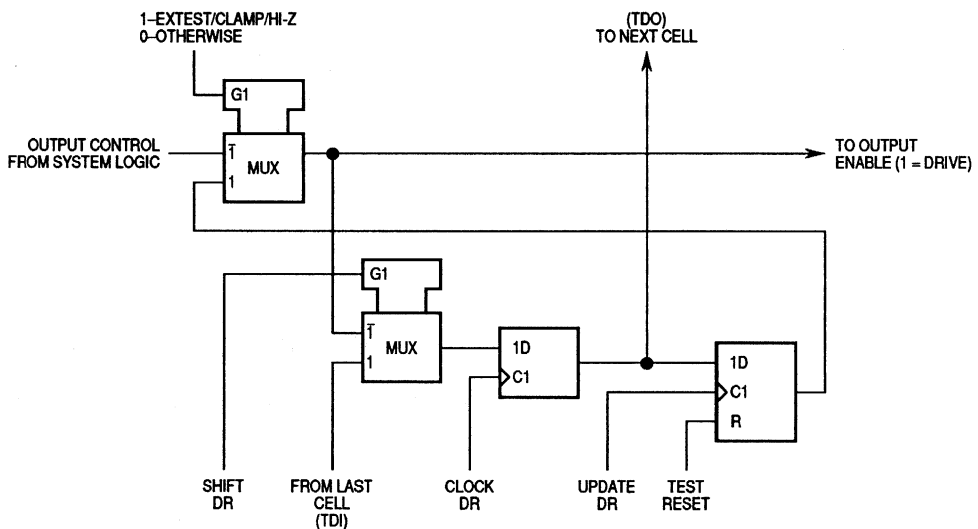 1–EXTEST/CLAMP/HI-Z
0–OTHERWISE
(TDO)
TO NEXT CELL
G1
OUTPUT CONTROL
FROM SYSTEM LOGIC
1̅
1
MUX
TO OUTPUT
ENABLE (1 = DRIVE)
G1
1̅
1
MUX
1D
C1
1D
C1
R
SHIFT
DR
FROM LAST
CELL
(TDI)
CLOCK
DR
UPDATE
DR
TEST
RESET